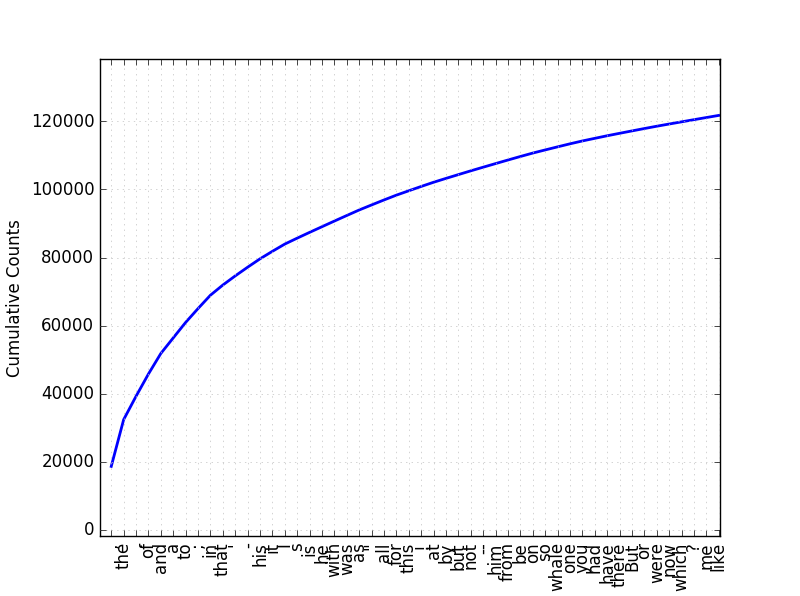 120000
100000
80000
60000
40000
20000
0
Cumulative Counts
,
the
.
of
and
a
to
;
in
that
'
-
his
it
I
s
is
he
with
was
as
"
all
for
this
!
at
by
but
not
--
him
from
be
on
so
whale
one
you
had
have
there
But
or
were
now
which
?
me
like